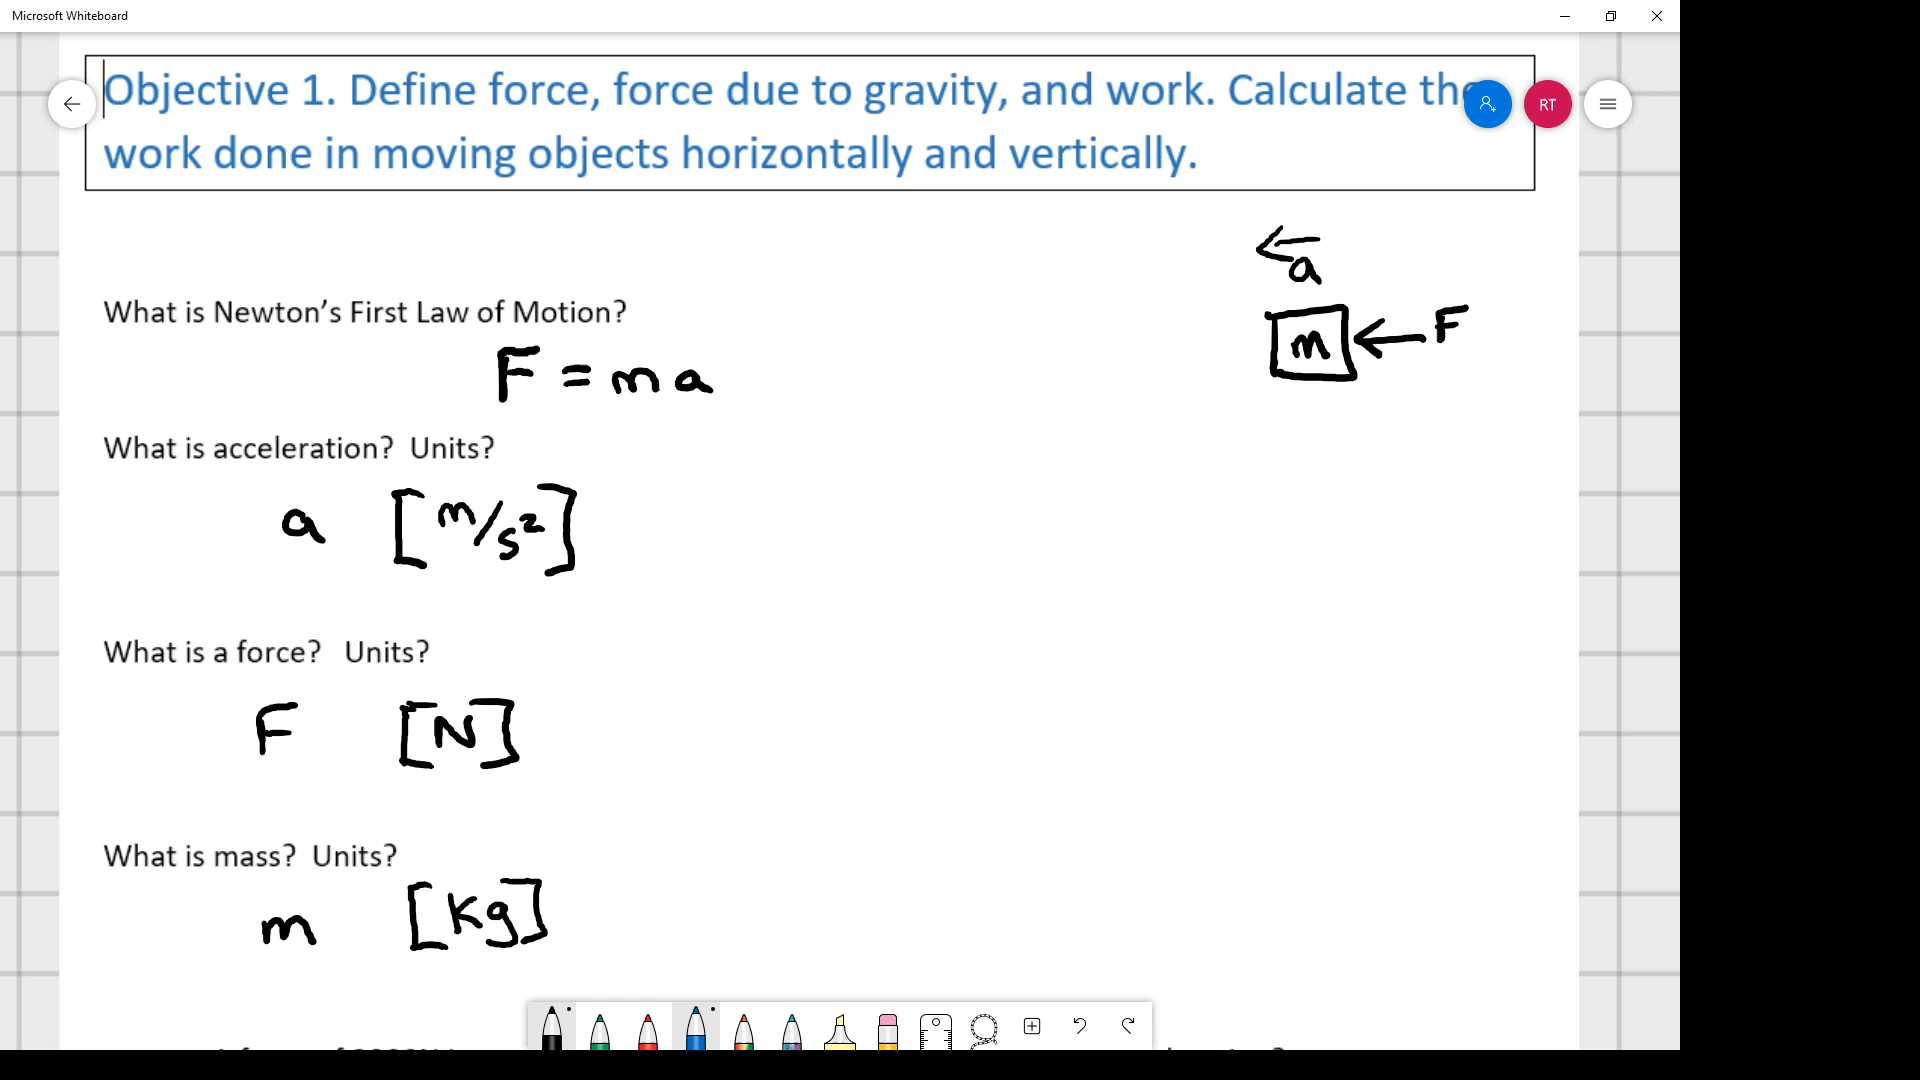 Microsoft Whiteboard
Objective 1. Define force, force due to gravity, and work. Calculate the
work done in moving objects horizontally and vertically.
RT
a
What is Newton’s First Law of Motion?
m
F
F = ma
What is acceleration? Units?
a [m/s²]
What is a force? Units?
F [N]
What is mass? Units?
m [kg]